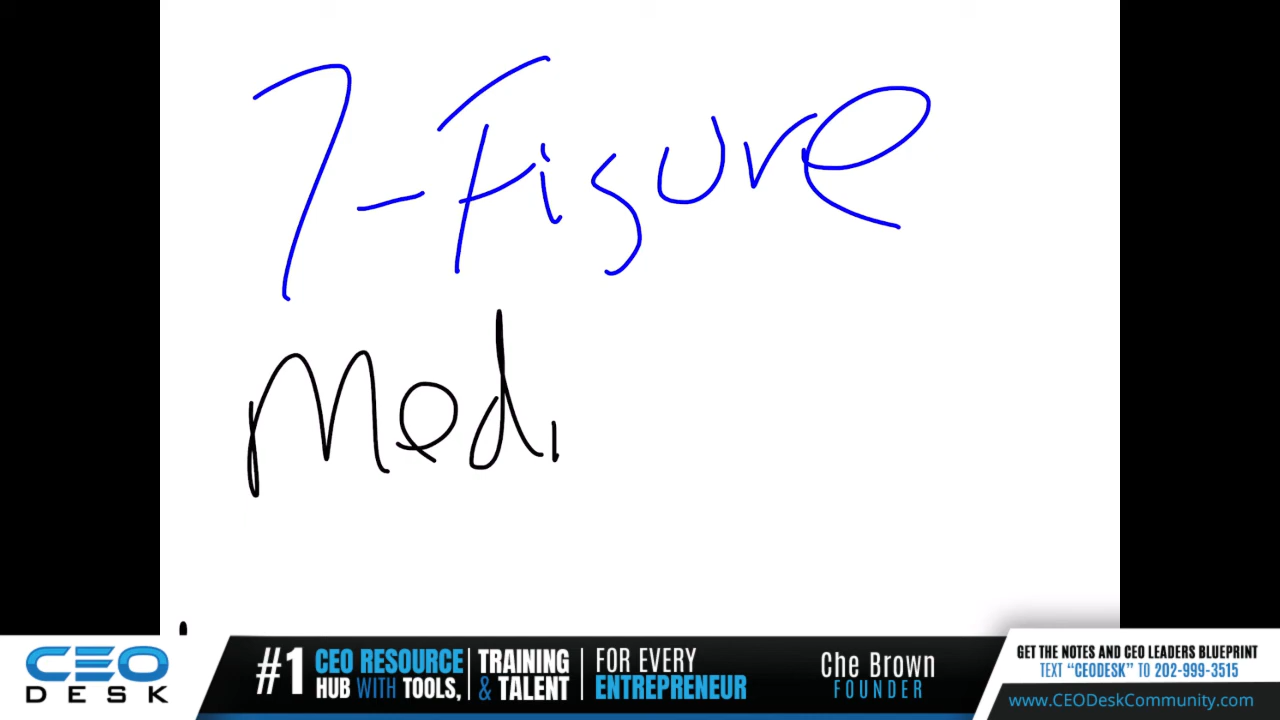 7-Figure
Medi
CEO
DESK
#1 CEO RESOURCE HUB WITH TOOLS,
TRAINING & TALENT
FOR EVERY ENTREPRENEUR
Che Brown
FOUNDER
GET THE NOTES AND CEO LEADERS BLUEPRINT
TEXT “CEODESK” TO 202-999-3515
www.CEODeskCommunity.com